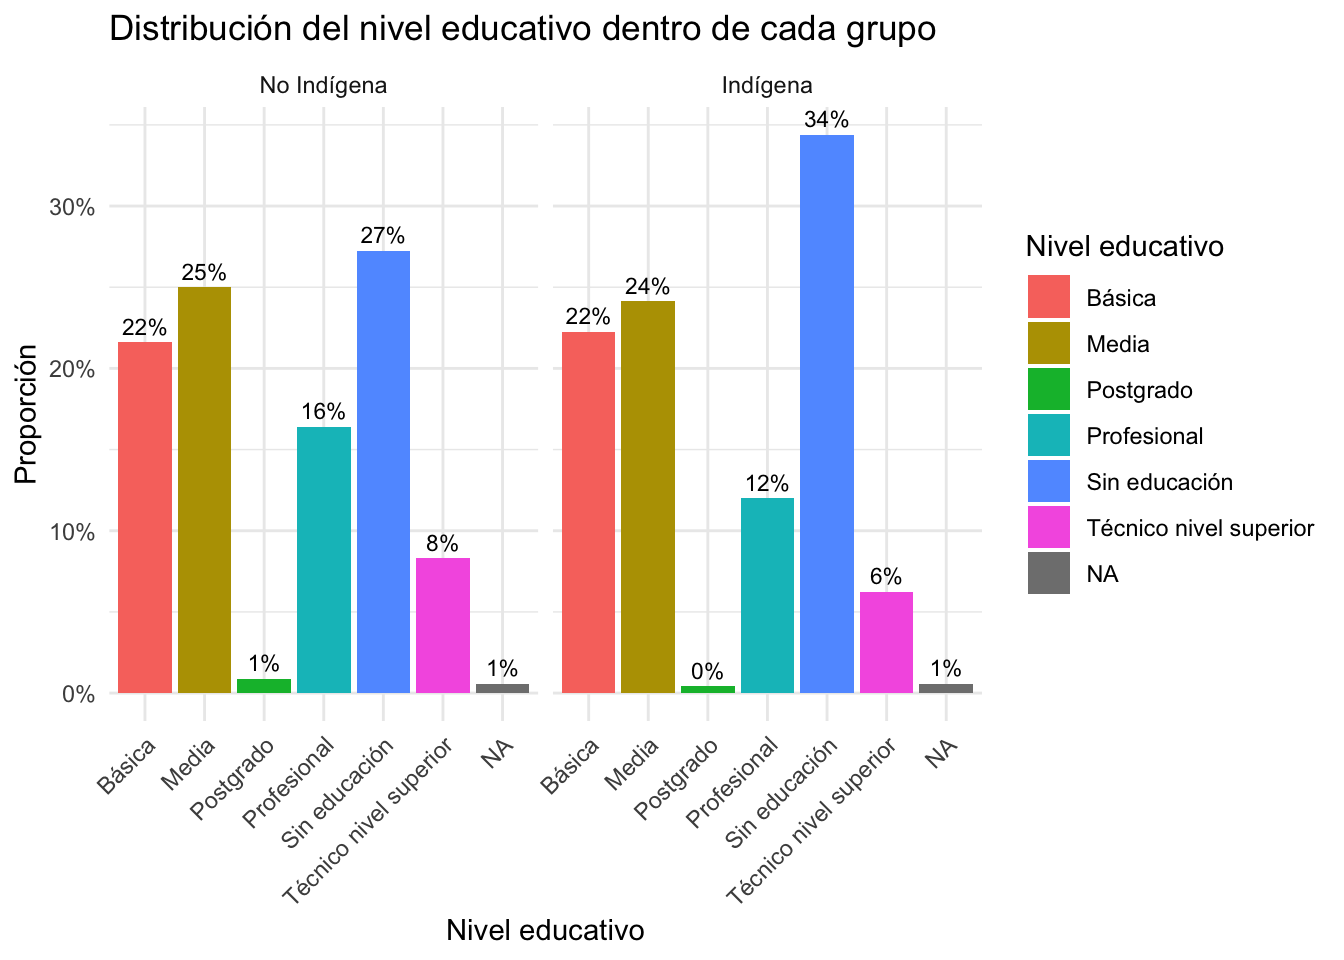 Distribución del nivel educativo dentro de cada grupo
No Indígena
Indígena
Proporción
30%
20%
10%
0%
22%
25%
1%
16%
27%
8%
1%
22%
24%
0%
12%
34%
6%
1%
Básica
Media
Postgrado
Profesional
Sin educación
Técnico nivel superior
NA
Básica
Media
Postgrado
Profesional
Sin educación
Técnico nivel superior
NA
Nivel educativo
Nivel educativo
Básica
Media
Postgrado
Profesional
Sin educación
Técnico nivel superior
NA